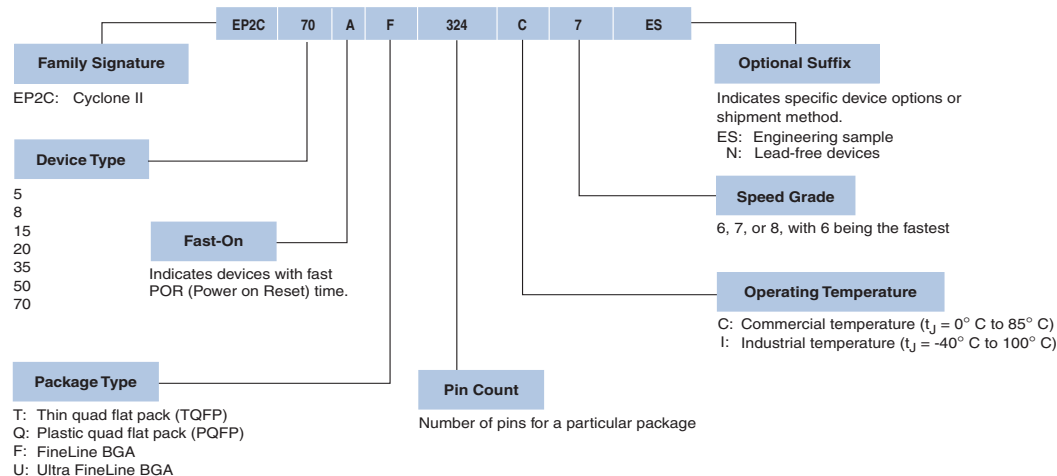 EP2C 70 A F 324 C 7 ES
Family Signature
EP2C: Cyclone II
Device Type
5
8
15
20
35
50
70
Fast-On
Indicates devices with fast
POR (Power on Reset) time.
Package Type
T: Thin quad flat pack (TQFP)
Q: Plastic quad flat pack (PQFP)
F: FineLine BGA
U: Ultra FineLine BGA
Pin Count
Number of pins for a particular package
Optional Suffix
Indicates specific device options or
shipment method.
ES: Engineering sample
N: Lead-free devices
Speed Grade
6, 7, or 8, with 6 being the fastest
Operating Temperature
C: Commercial temperature (tJ = 0° C to 85° C)
I: Industrial temperature (tJ = -40° C to 100° C)